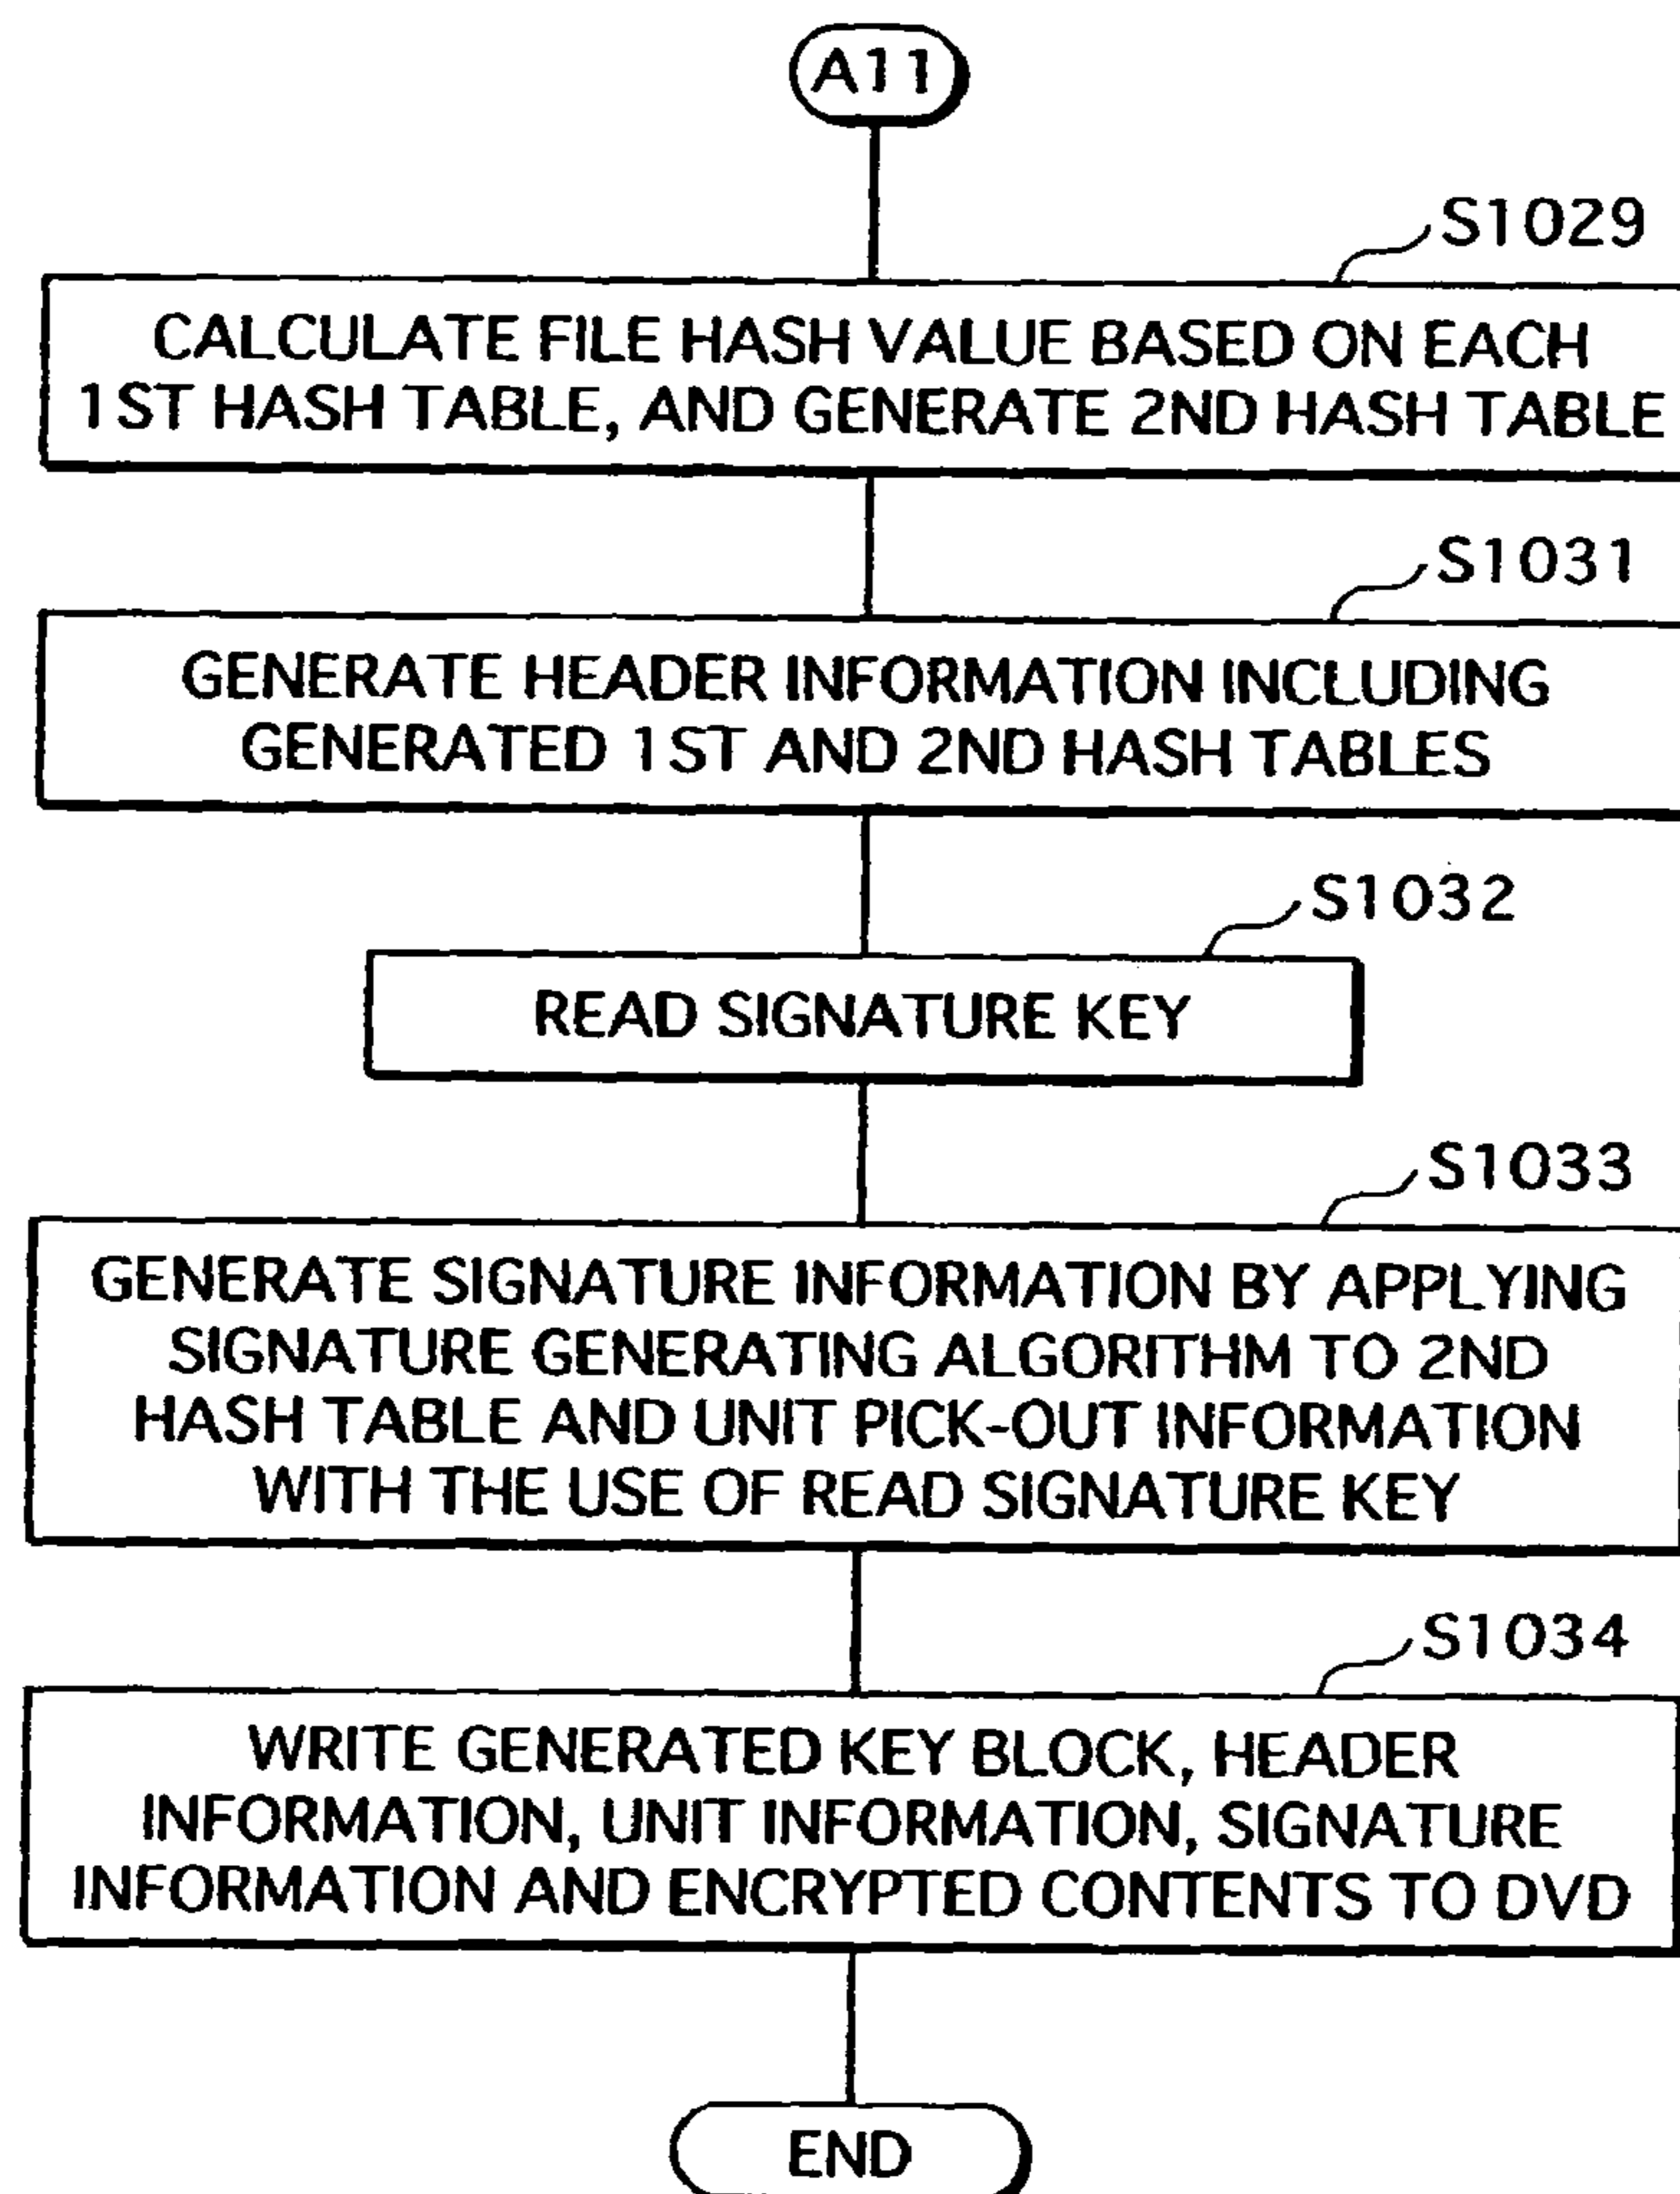 A11
S1029
CALCULATE FILE HASH VALUE BASED ON EACH
1ST HASH TABLE, AND GENERATE 2ND HASH TABLE
S1031
GENERATE HEADER INFORMATION INCLUDING
GENERATED 1ST AND 2ND HASH TABLES
S1032
READ SIGNATURE KEY
S1033
GENERATE SIGNATURE INFORMATION BY APPLYING
SIGNATURE GENERATING ALGORITHM TO 2ND
HASH TABLE AND UNIT PICK-OUT INFORMATION
WITH THE USE OF READ SIGNATURE KEY
S1034
WRITE GENERATED KEY BLOCK, HEADER
INFORMATION, UNIT INFORMATION, SIGNATURE
INFORMATION AND ENCRYPTED CONTENTS TO DVD
END